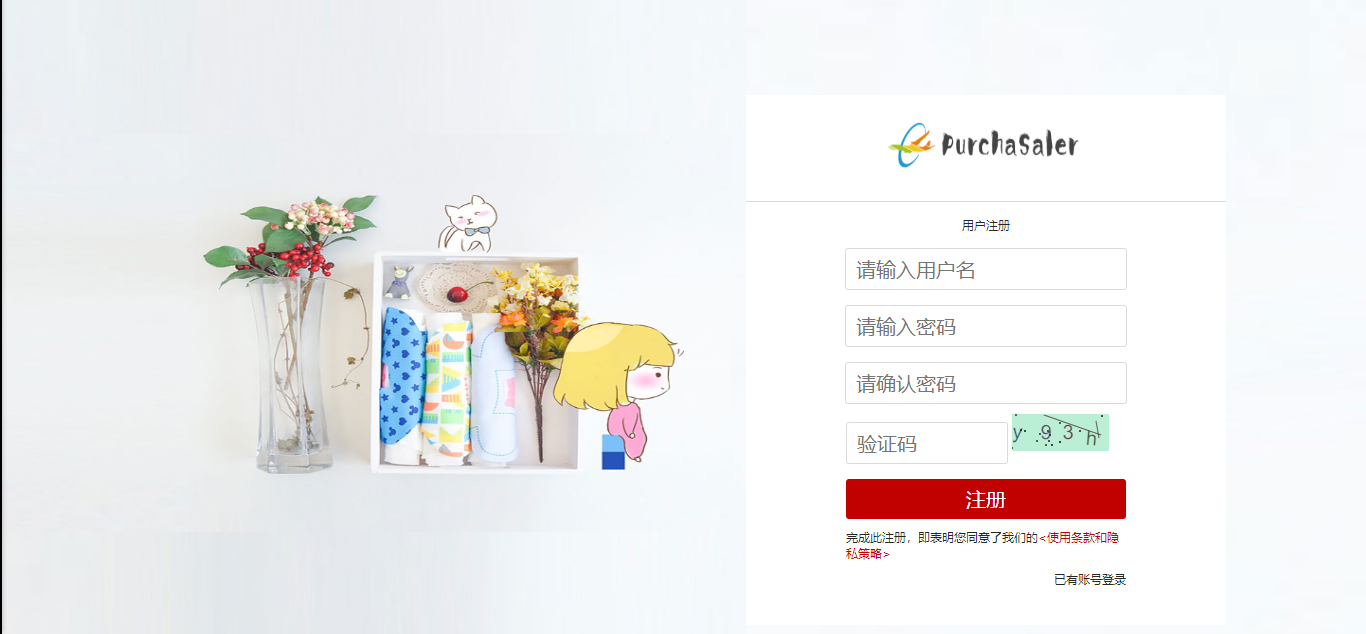 PurchaSaler
用户注册
请输入用户名
请输入密码
请确认密码
验证码
y 9 3 h
注册
完成此注册，即表明您同意了我们的<使用条款和隐
私策略>
已有账号登录